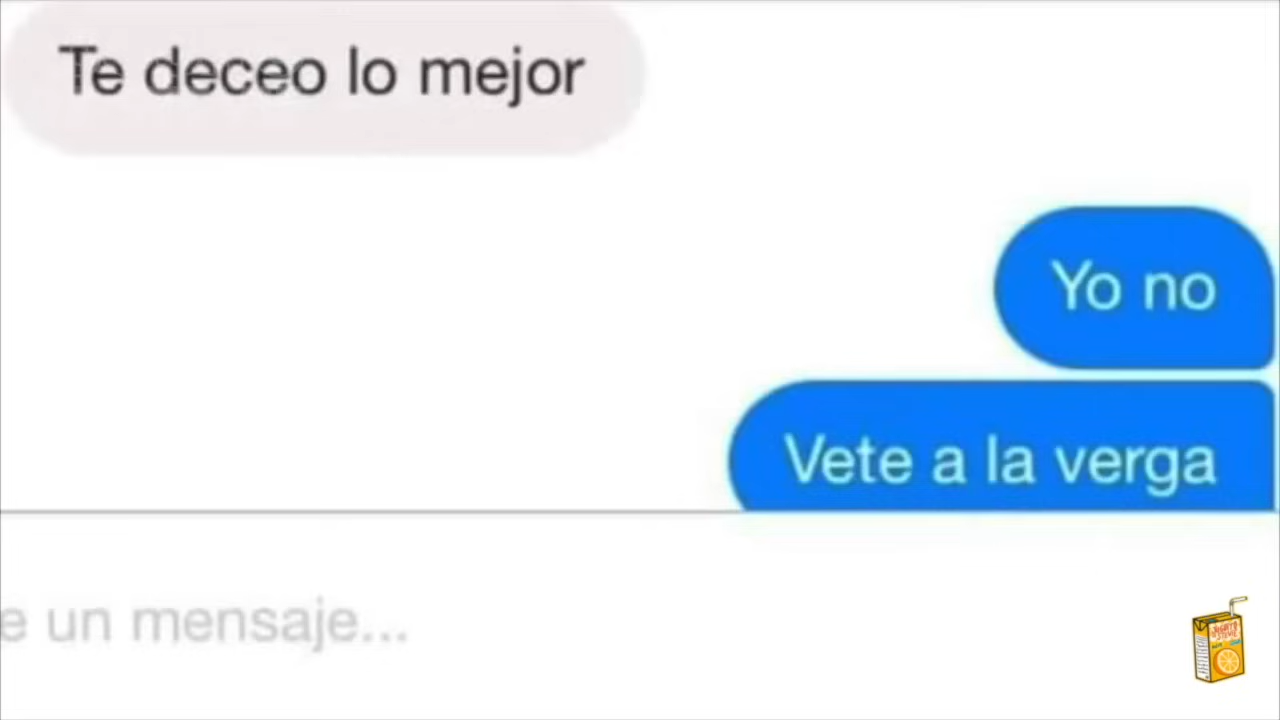 Te deceo lo mejor
Yo no
Vete a la verga
e un mensaje...